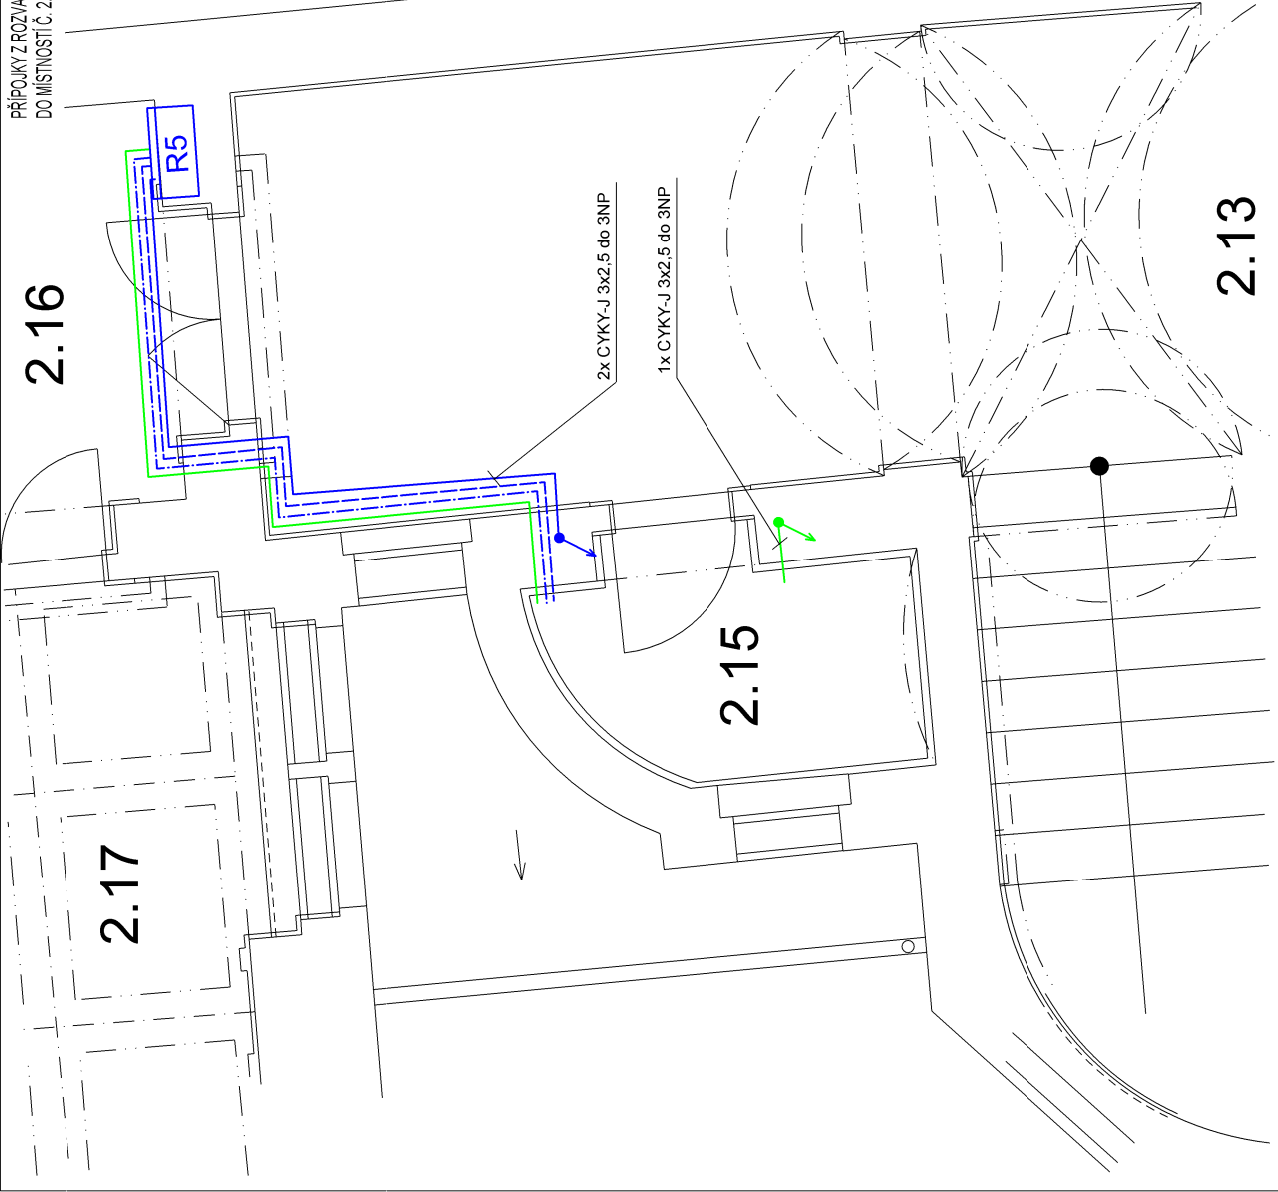 PŘÍPOJKY Z ROZVA
DO MÍSTNOSTÍ Č. 2.
R5
2.16
2x CYKY-J 3x2,5 do 3NP
1x CYKY-J 3x2,5 do 3NP
2.13
2.15
2.17